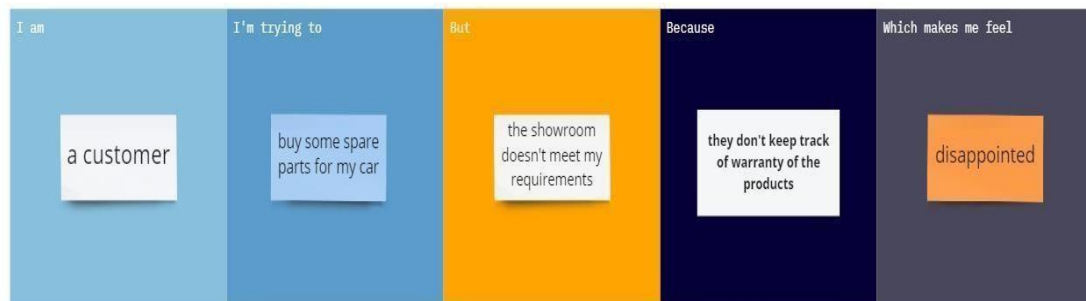 I am
a customer
I'm trying to
buy some spare
parts for my car
But
the showroom
doesn't meet my
requirements
Because
they don't keep track
of warranty of the
products
Which makes me feel
disappointed